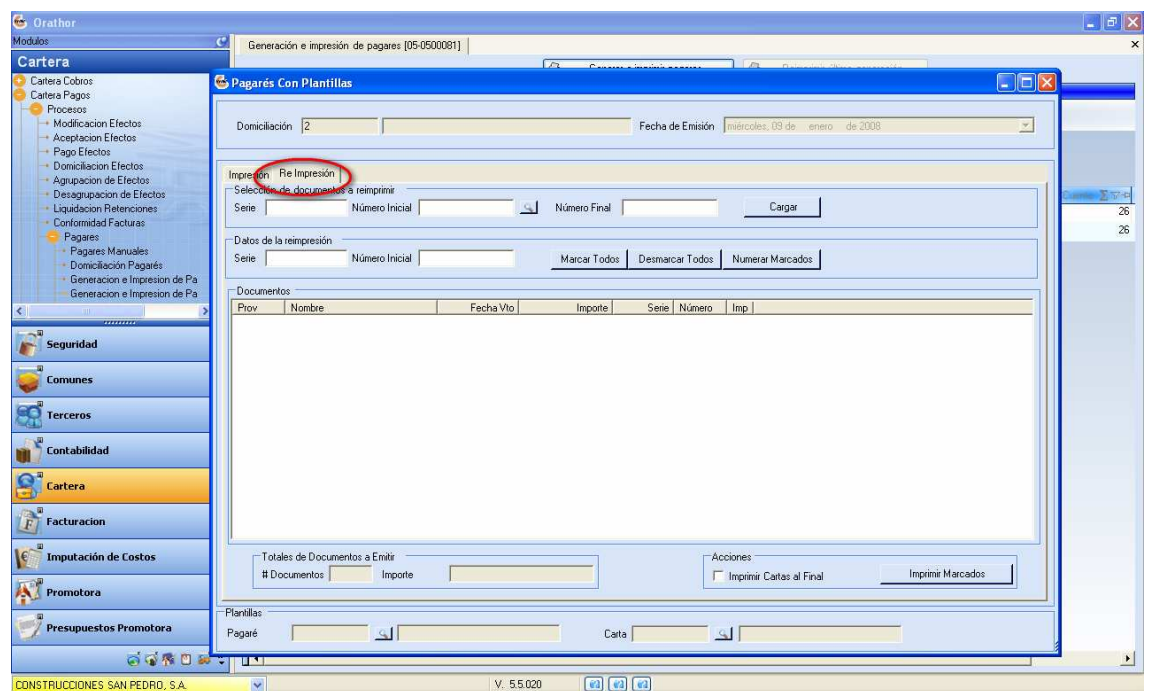 Orathor
Modulos
Cartera
Cartera Cobros
Cartera Pagos
Procesos
Modificacion Efectos
Aceptacion Efectos
Pago Efectos
Domiciliacion Efectos
Agrupacion de Efectos
Desagrupacion de Efectos
Liquidacion Retenciones
Conformidad Facturas
Pagares
Pagares Manuales
Domiciliación Pagarés
Generacion e Impresion de Pa
Generacion e Impresion de Pa
Seguridad
Comunes
Terceros
Contabilidad
Cartera
Facturacion
Imputación de Costos
Promotora
Presupuestos Promotora
CONSTRUCCIONES SAN PEDRO, S.A.
V. 5.5.020
Generación e impresión de pagares [05-0500081]
26
26
Pagarés Con Plantillas
Domiciliación 2 Fecha de Emisión miércoles, 09 de enero de 2008
Impresión Re Impresión
Selección de documentos a reimprimir
Serie Número Inicial Número Final Cargar
Datos de la reimpresión
Serie Número Inicial Marcar Todos Desmarcar Todos Numerar Marcados
Documentos
Prov Nombre Fecha Vto Importe Serie Número Imp
Totales de Documentos a Emitir
# Documentos Importe
Acciones
Imprimir Cartas al Final Imprimir Marcados
Plantillas
Pagaré Carta